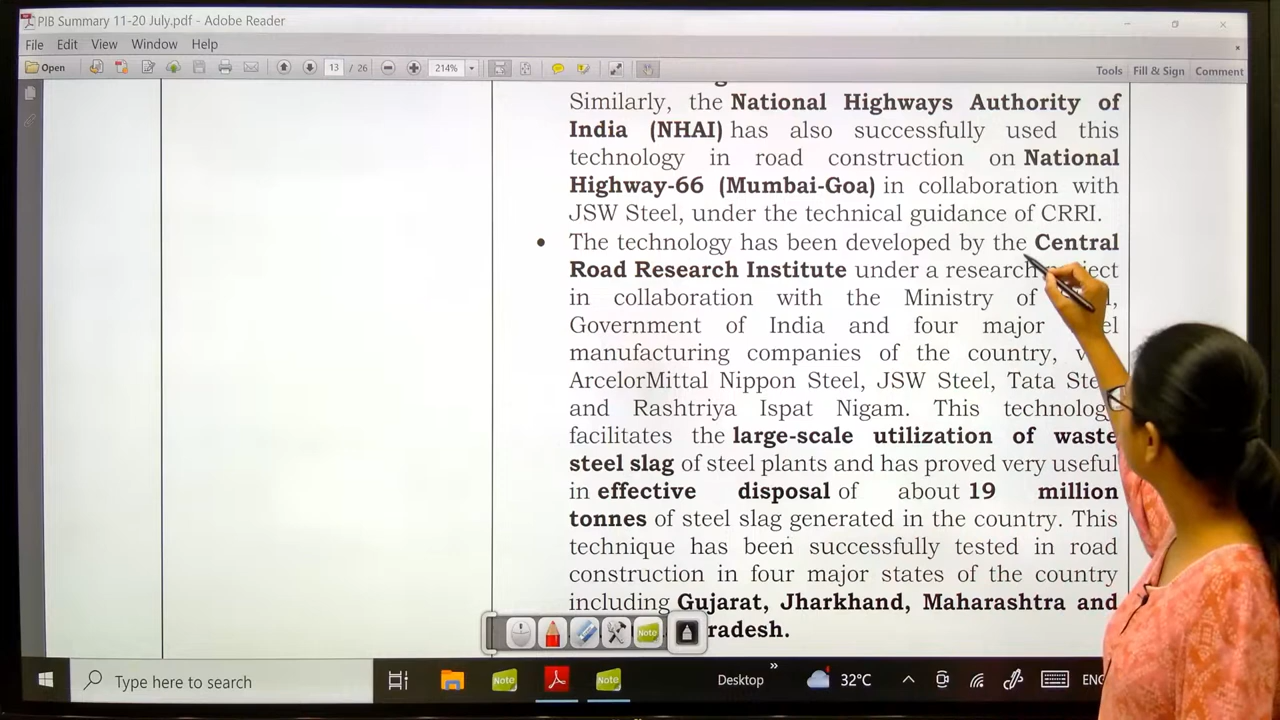 PIB Summary 11-20 July.pdf - Adobe Reader
File Edit View Window Help
Open 13 / 26 214% Tools Fill & Sign Comment
Similarly, the National Highways Authority of
India (NHAI) has also successfully used this
technology in road construction on National
Highway-66 (Mumbai-Goa) in collaboration with
JSW Steel, under the technical guidance of CRRI.
• The technology has been developed by the Central
Road Research Institute under a research
in collaboration with the Ministry of
Government of India and four major
manufacturing companies of the country,
ArcelorMittal Nippon Steel, JSW Steel, Tata
and Rashtriya Ispat Nigam. This
facilitates the large-scale utilization of waste
steel slag of steel plants and has proved very useful
in effective disposal of about 19 million
tonnes of steel slag generated in the country. This
technique has been successfully tested in road
construction in four major states of the country
including Gujarat, Jharkhand, Maharashtra and
Note
Type here to search Note Note Desktop » 32°C